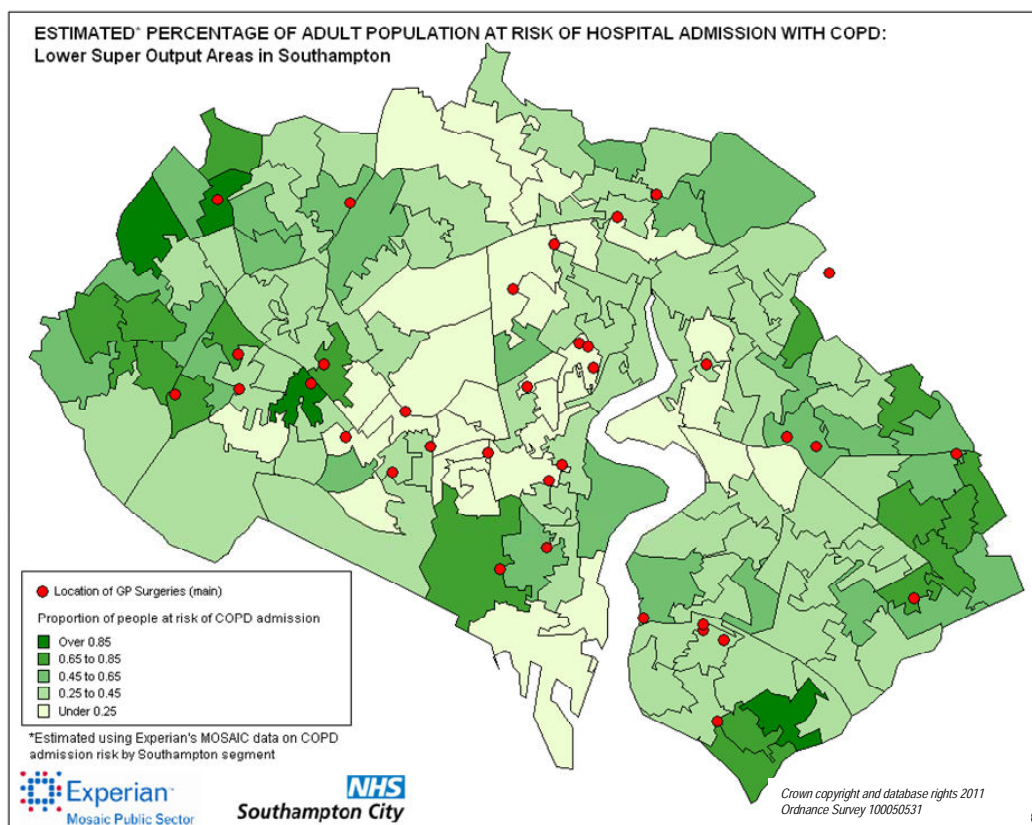 ESTIMATED* PERCENTAGE OF ADULT POPULATION AT RISK OF HOSPITAL ADMISSION WITH COPD:
Lower Super Output Areas in Southampton
Location of GP Surgeries (main)
Proportion of people at risk of COPD admission
Over 0.85
0.65 to 0.85
0.45 to 0.65
0.25 to 0.45
Under 0.25
*Estimated using Experian's MOSAIC data on COPD
admission risk by Southampton segment
Experian™
Mosaic Public Sector
NHS
Southampton City
Crown copyright and database rights 2011
Ordnance Survey 100050531